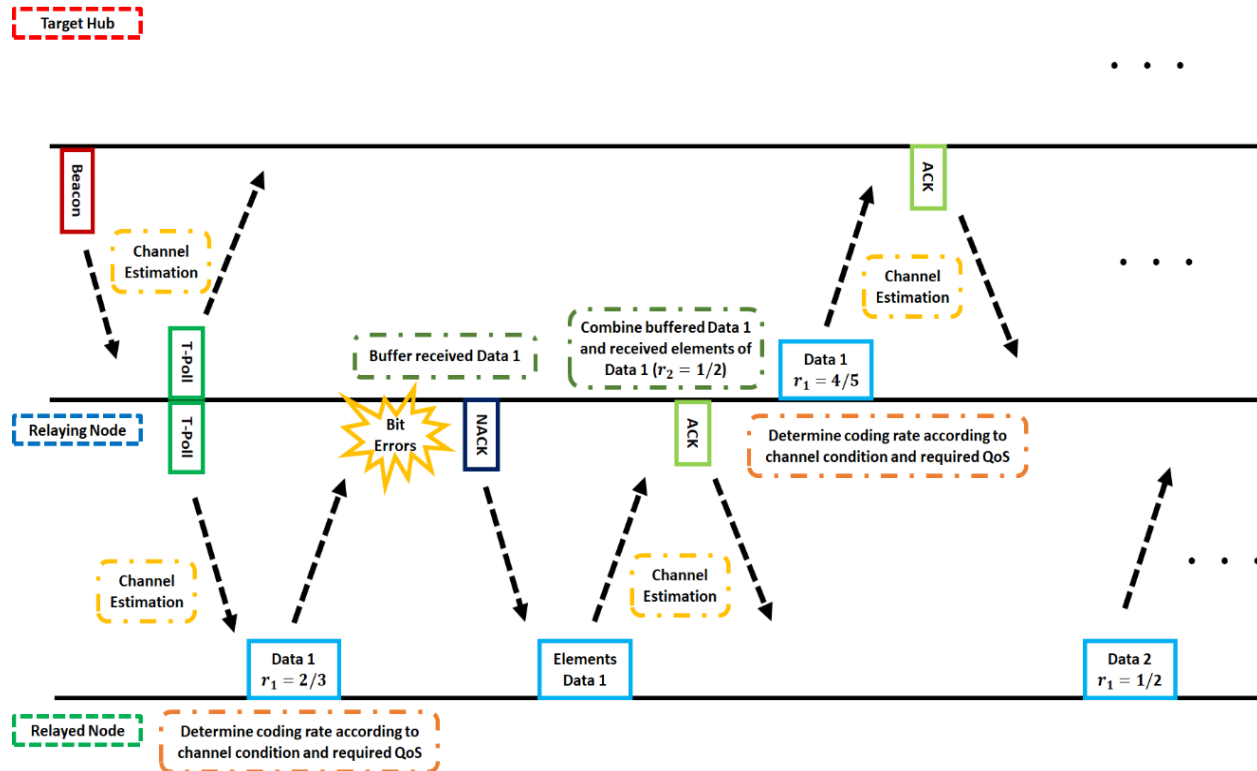 Target Hub
. . .
Beacon
ACK
Channel
Estimation
Channel
Estimation
. . .
T-Poll
Buffer received Data 1
Combine buffered Data 1
and received elements of
Data 1 (r₂ = 1/2)
Data 1
r₁ = 4/5
Relaying Node
T-Poll
Bit
Errors
NACK
ACK
Determine coding rate according to
channel condition and required QoS
Channel
Estimation
Channel
Estimation
. . .
Data 1
r₁ = 2/3
Elements
Data 1
Data 2
r₁ = 1/2
Relayed Node
Determine coding rate according to
channel condition and required QoS